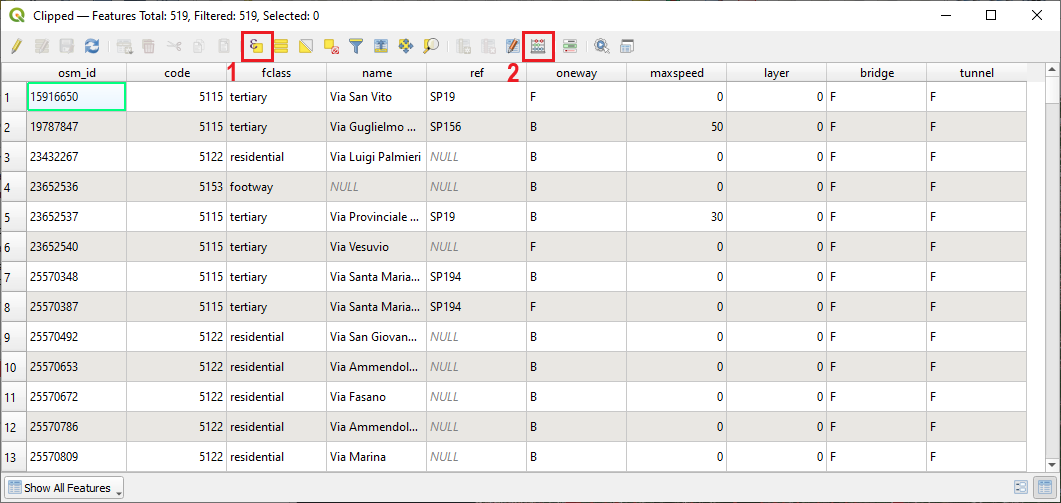 Clipped — Features Total: 519, Filtered: 519, Selected: 0
ε
1 2
osm_id code fclass name ref oneway maxspeed layer bridge tunnel
1 15916650 5115 tertiary Via San Vito SP19 F 0 0 F F
2 19787847 5115 tertiary Via Guglielmo ... SP156 B 50 0 F F
3 23432267 5122 residential Via Luigi Palmieri NULL B 0 0 F F
4 23652536 5153 footway NULL NULL B 0 0 F F
5 23652537 5115 tertiary Via Provinciale ... SP19 B 30 0 F F
6 23652540 5115 tertiary Via Vesuvio NULL F 0 0 F F
7 25570348 5115 tertiary Via Santa Maria... SP194 B 0 0 F F
8 25570387 5115 tertiary Via Santa Maria... SP194 F 0 0 F F
9 25570492 5122 residential Via San Giovan... NULL B 0 0 F F
10 25570653 5122 residential Via Ammendol... NULL B 0 0 F F
11 25570672 5122 residential Via Fasano NULL B 0 0 F F
12 25570786 5122 residential Via Ammendol... NULL B 0 0 F F
13 25570809 5122 residential Via Marina NULL B 0 0 F F
Show All Features